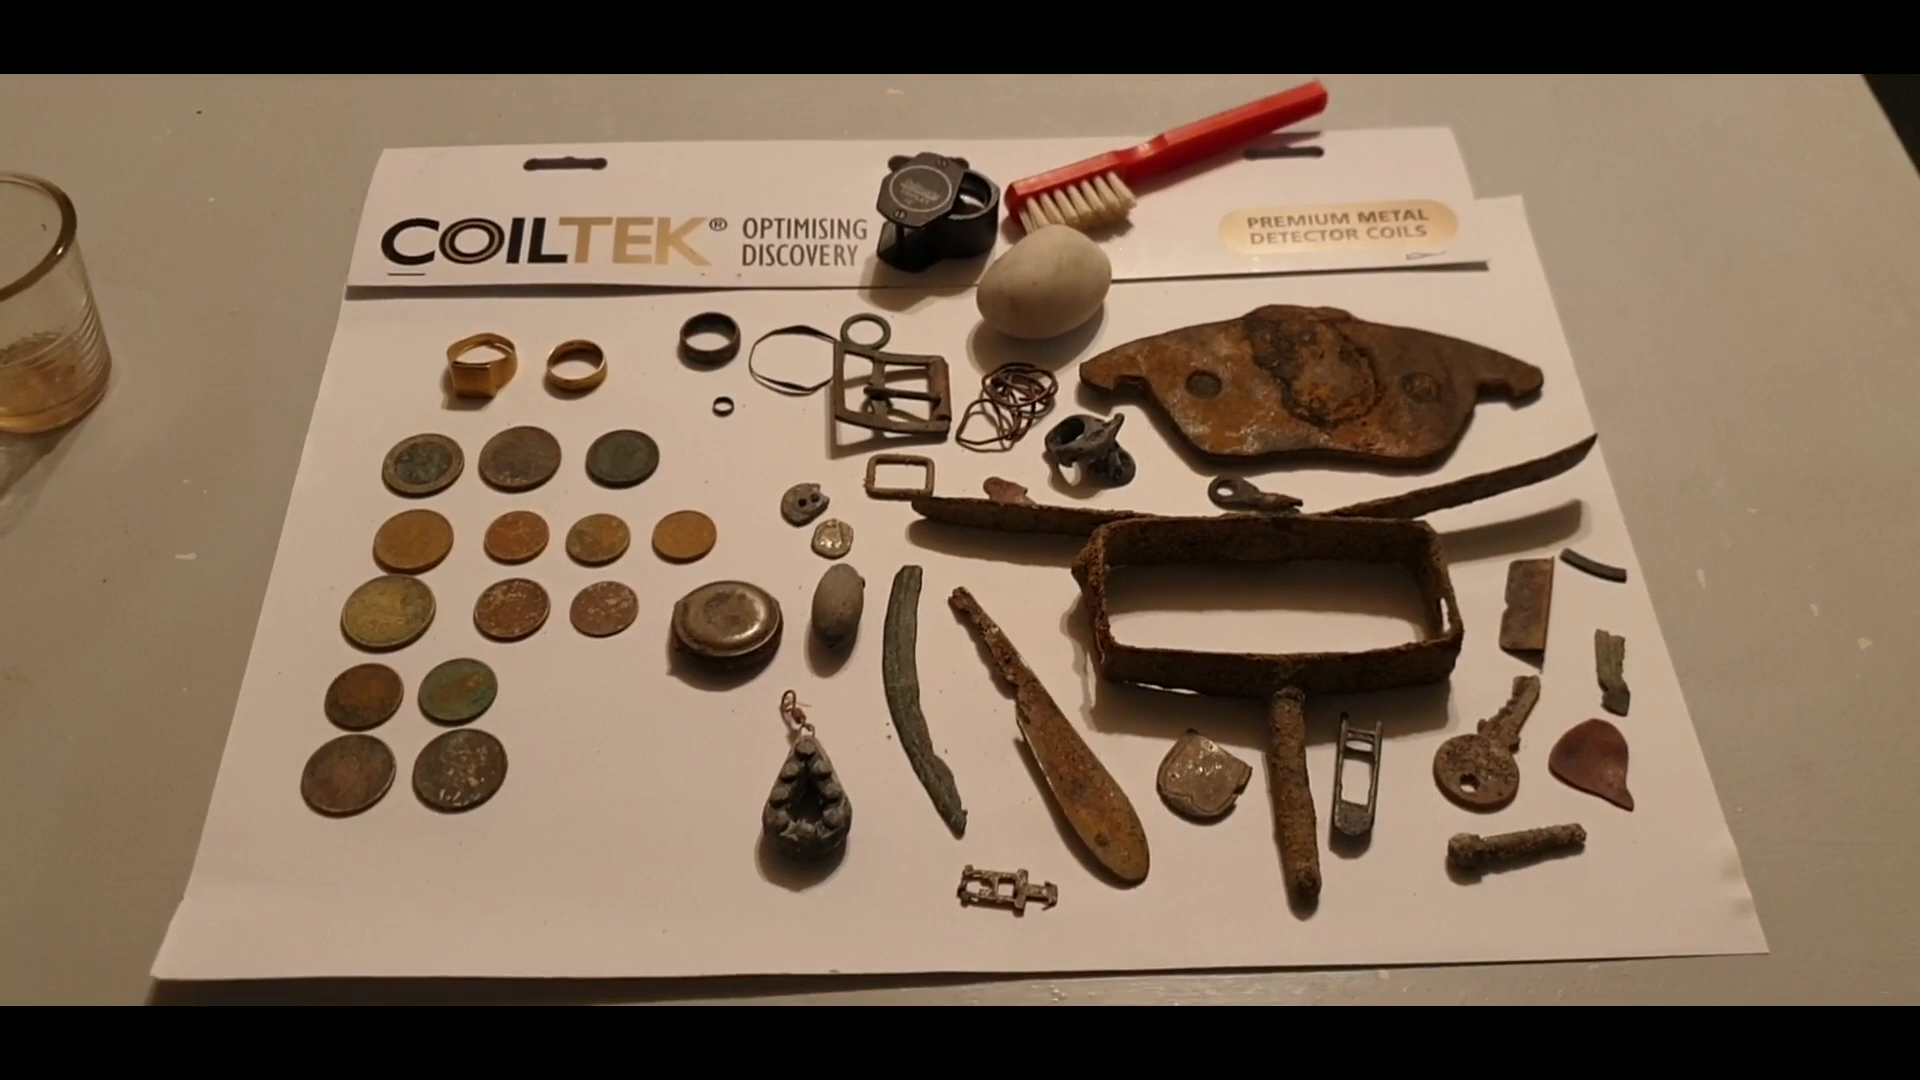 COILTEK®
OPTIMISING
DISCOVERY
PREMIUM METAL
DETECTOR COILS